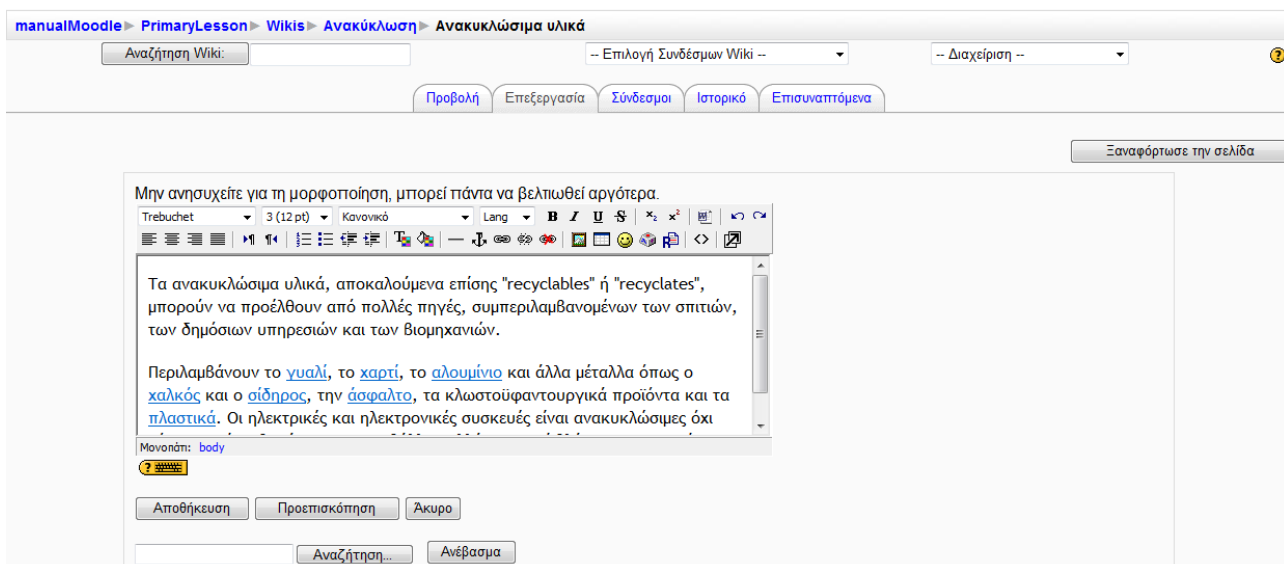 manualMoodle► PrimaryLesson► Wikis► Ανακύκλωση► Ανακυκλώσιμα υλικά
Αναζήτηση Wiki: -- Επιλογή Συνδέσμων Wiki -- -- Διαχείριση --
Προβολή Επεξεργασία Σύνδεσμοι Ιστορικό Επισυναπτόμενα
Ξαναφόρτωσε την σελίδα
Μην ανησυχείτε για τη μορφοποίηση, μπορεί πάντα να βελτιωθεί αργότερα.
Trebuchet 3 (12 pt) Κανονικό Lang B I U S x₂ x²
Τα ανακυκλώσιμα υλικά, αποκαλούμενα επίσης "recyclables" ή "recyclates",
μπορούν να προέλθουν από πολλές πηγές, συμπεριλαμβανομένων των σπιτιών,
των δημόσιων υπηρεσιών και των βιομηχανιών.
Περιλαμβάνουν το γυαλί, το χαρτί, το αλουμίνιο και άλλα μέταλλα όπως ο
χαλκός και ο σίδηρος, την άσφαλτο, τα κλωστοϋφαντουργικά προϊόντα και τα
πλαστικά. Οι ηλεκτρικές και ηλεκτρονικές συσκευές είναι ανακυκλώσιμες όχι
Μονοπάτι: body
Αποθήκευση Προεπισκόπηση Άκυρο
Αναζήτηση... Ανέβασμα